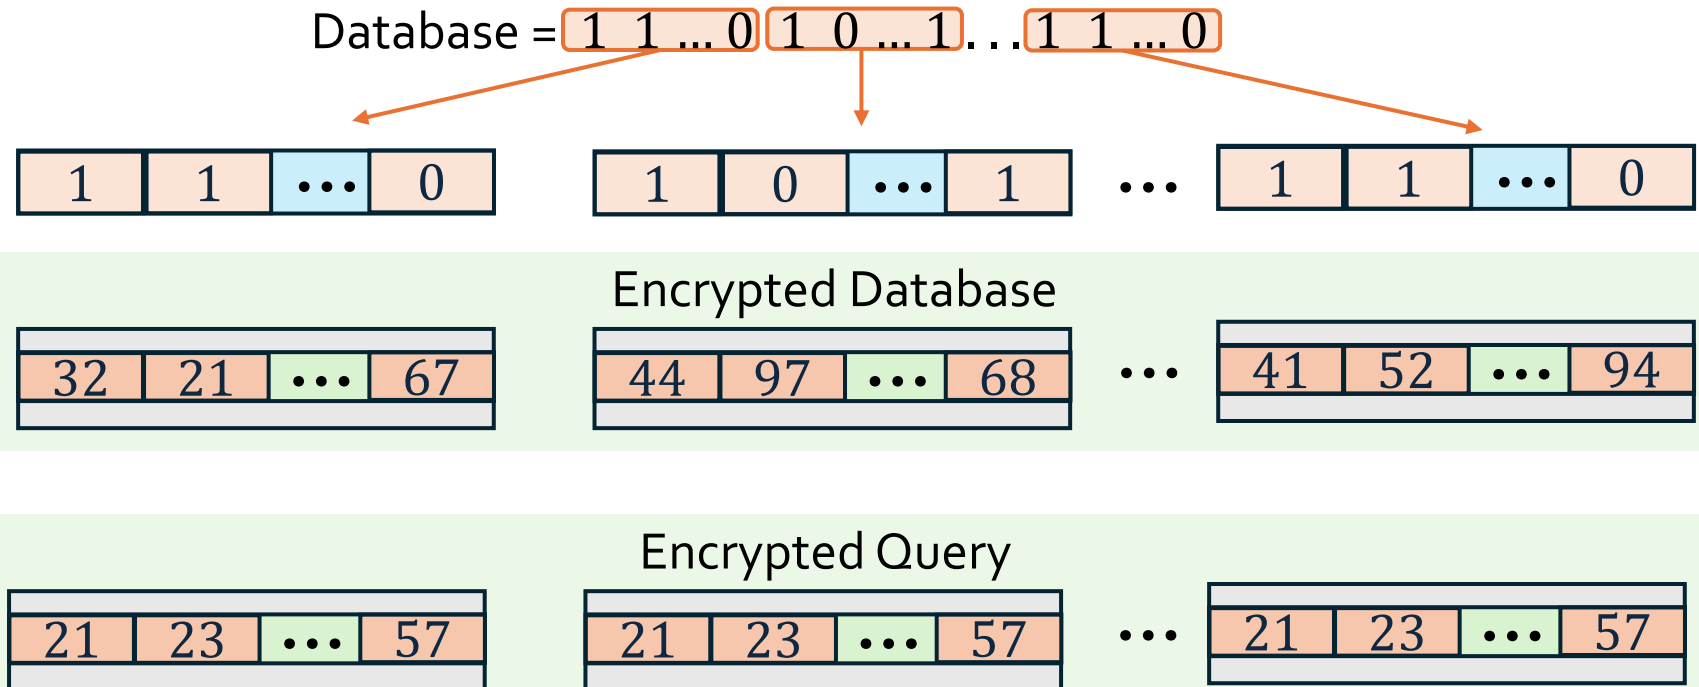 Database = 1 1 ... 0 1 0 ... 1 ... 1 1 ... 0
1 1 ... 0 1 0 ... 1 ... 1 1 ... 0
Encrypted Database
32 21 ... 67 44 97 ... 68 ... 41 52 ... 94
Encrypted Query
21 23 ... 57 21 23 ... 57 ... 21 23 ... 57